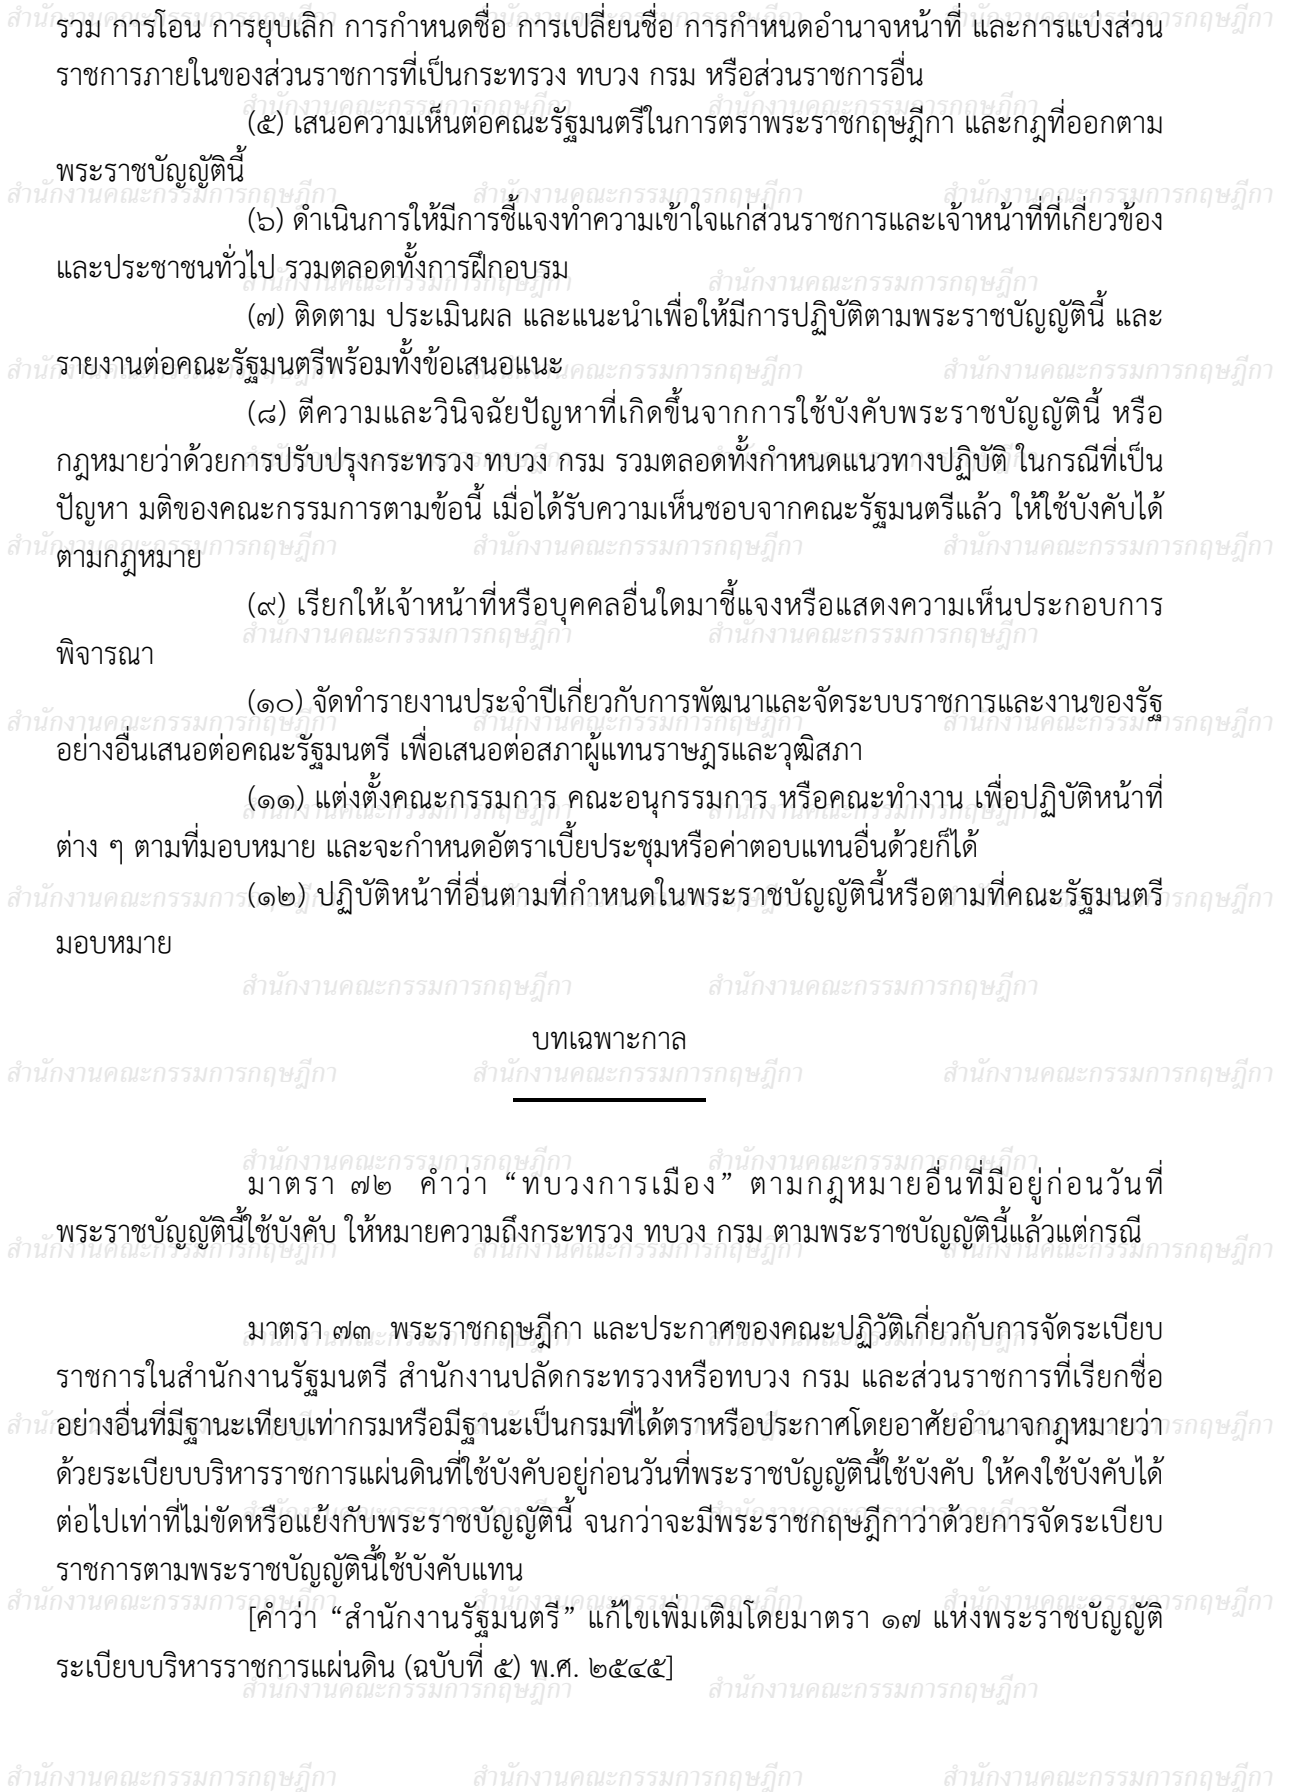 รวม การโอน การยุบเลิก การกำหนดชื่อ การเปลี่ยนชื่อ การกำหนดอำนาจหน้าที่ และการแบ่งส่วน
ราชการภายในของส่วนราชการที่เป็นกระทรวง ทบวง กรม หรือส่วนราชการอื่น
(๕) เสนอความเห็นต่อคณะรัฐมนตรีในการตราพระราชกฤษฎีกา และกฎที่ออกตาม
พระราชบัญญัตินี้
(๖) ดำเนินการให้มีการชี้แจงทำความเข้าใจแก่ส่วนราชการและเจ้าหน้าที่ที่เกี่ยวข้อง
และประชาชนทั่วไป รวมตลอดทั้งการฝึกอบรม
(๗) ติดตาม ประเมินผล และแนะนำเพื่อให้มีการปฏิบัติตามพระราชบัญญัตินี้ และ
รายงานต่อคณะรัฐมนตรีพร้อมทั้งข้อเสนอแนะ
(๘) ตีความและวินิจฉัยปัญหาที่เกิดขึ้นจากการใช้บังคับพระราชบัญญัตินี้ หรือ
กฎหมายว่าด้วยการปรับปรุงกระทรวง ทบวง กรม รวมตลอดทั้งกำหนดแนวทางปฏิบัติ ในกรณีที่เป็น
ปัญหา มติของคณะกรรมการตามข้อนี้ เมื่อได้รับความเห็นชอบจากคณะรัฐมนตรีแล้ว ให้ใช้บังคับได้
ตามกฎหมาย
(๙) เรียกให้เจ้าหน้าที่หรือบุคคลอื่นใดมาชี้แจงหรือแสดงความเห็นประกอบการ
พิจารณา
(๑๐) จัดทำรายงานประจำปีเกี่ยวกับการพัฒนาและจัดระบบราชการและงานของรัฐ
อย่างอื่นเสนอต่อคณะรัฐมนตรี เพื่อเสนอต่อสภาผู้แทนราษฎรและวุฒิสภา
(๑๑) แต่งตั้งคณะกรรมการ คณะอนุกรรมการ หรือคณะทำงาน เพื่อปฏิบัติหน้าที่
ต่าง ๆ ตามที่มอบหมาย และจะกำหนดอัตราเบี้ยประชุมหรือค่าตอบแทนอื่นด้วยก็ได้
(๑๒) ปฏิบัติหน้าที่อื่นตามที่กำหนดในพระราชบัญญัตินี้หรือตามที่คณะรัฐมนตรี
มอบหมาย
บทเฉพาะกาล
มาตรา ๗๒ คำว่า “ทบวงการเมือง” ตามกฎหมายอื่นที่มีอยู่ก่อนวันที่
พระราชบัญญัตินี้ใช้บังคับ ให้หมายความถึงกระทรวง ทบวง กรม ตามพระราชบัญญัตินี้แล้วแต่กรณี
มาตรา ๗๓ พระราชกฤษฎีกา และประกาศของคณะปฏิวัติเกี่ยวกับการจัดระเบียบ
ราชการในสำนักงานรัฐมนตรี สำนักงานปลัดกระทรวงหรือทบวง กรม และส่วนราชการที่เรียกชื่อ
อย่างอื่นที่มีฐานะเทียบเท่ากรมหรือมีฐานะเป็นกรมที่ได้ตราหรือประกาศโดยอาศัยอำนาจกฎหมายว่า
ด้วยระเบียบบริหารราชการแผ่นดินที่ใช้บังคับอยู่ก่อนวันที่พระราชบัญญัตินี้ใช้บังคับ ให้คงใช้บังคับได้
ต่อไปเท่าที่ไม่ขัดหรือแย้งกับพระราชบัญญัตินี้ จนกว่าจะมีพระราชกฤษฎีกาว่าด้วยการจัดระเบียบ
ราชการตามพระราชบัญญัตินี้ใช้บังคับแทน
[คำว่า “สำนักงานรัฐมนตรี” แก้ไขเพิ่มเติมโดยมาตรา ๑๗ แห่งพระราชบัญญัติ
ระเบียบบริหารราชการแผ่นดิน (ฉบับที่ ๕) พ.ศ. ๒๕๔๕]
สำนักงานคณะกรรมการกฤษฎีกา สำนักงานคณะกรรมการกฤษฎีกา สำนักงานคณะกรรมการกฤษฎีกา